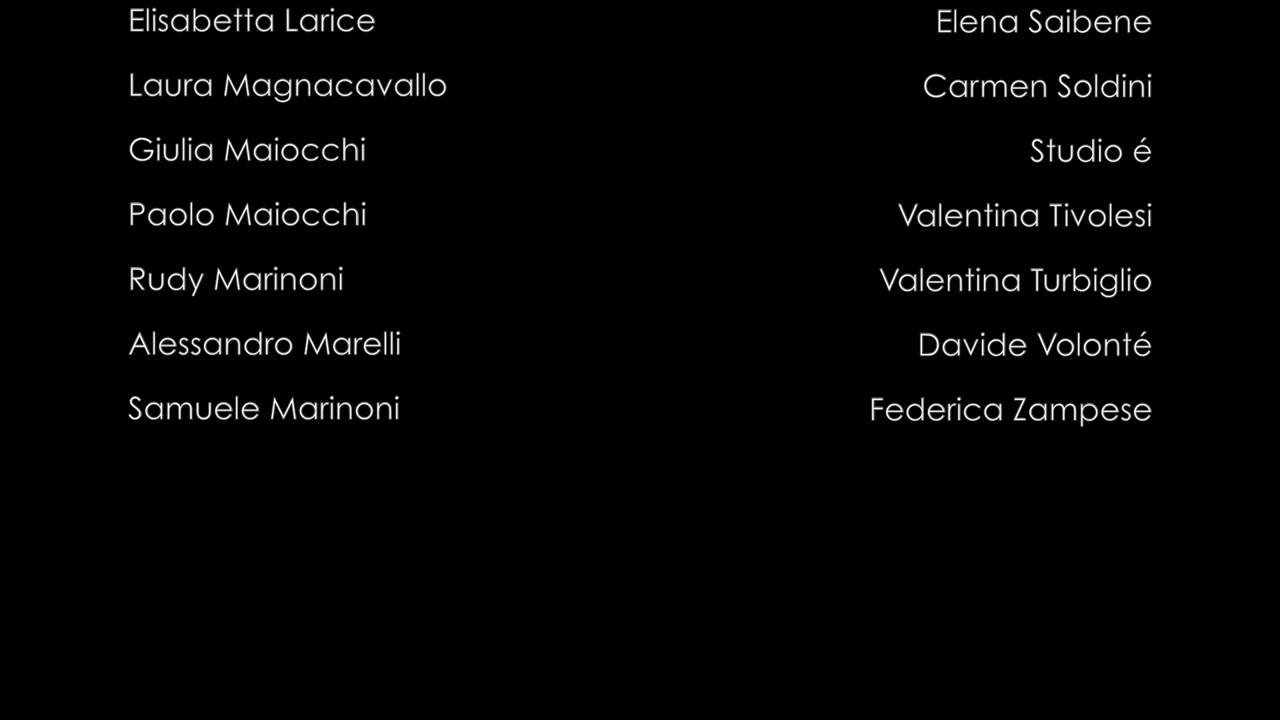 Elisabetta Larice
Laura Magnacavallo
Giulia Maiocchi
Paolo Maiocchi
Rudy Marinoni
Alessandro Marelli
Samuele Marinoni
Elena Saibene
Carmen Soldini
Studio é
Valentina Tivolesi
Valentina Turbiglio
Davide Volonté
Federica Zampese